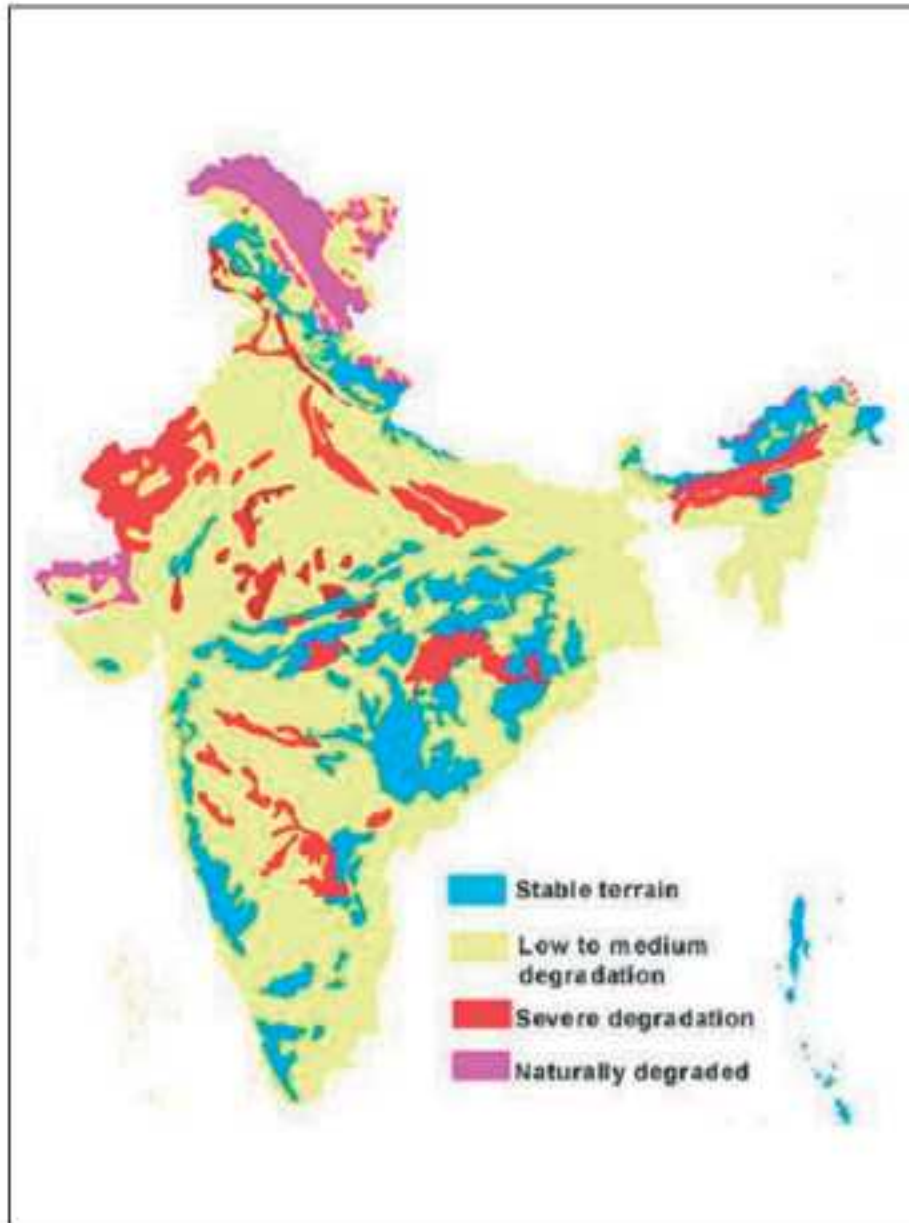 Stable terrain
Low to medium
degradation
Severe degradation
Naturally degraded